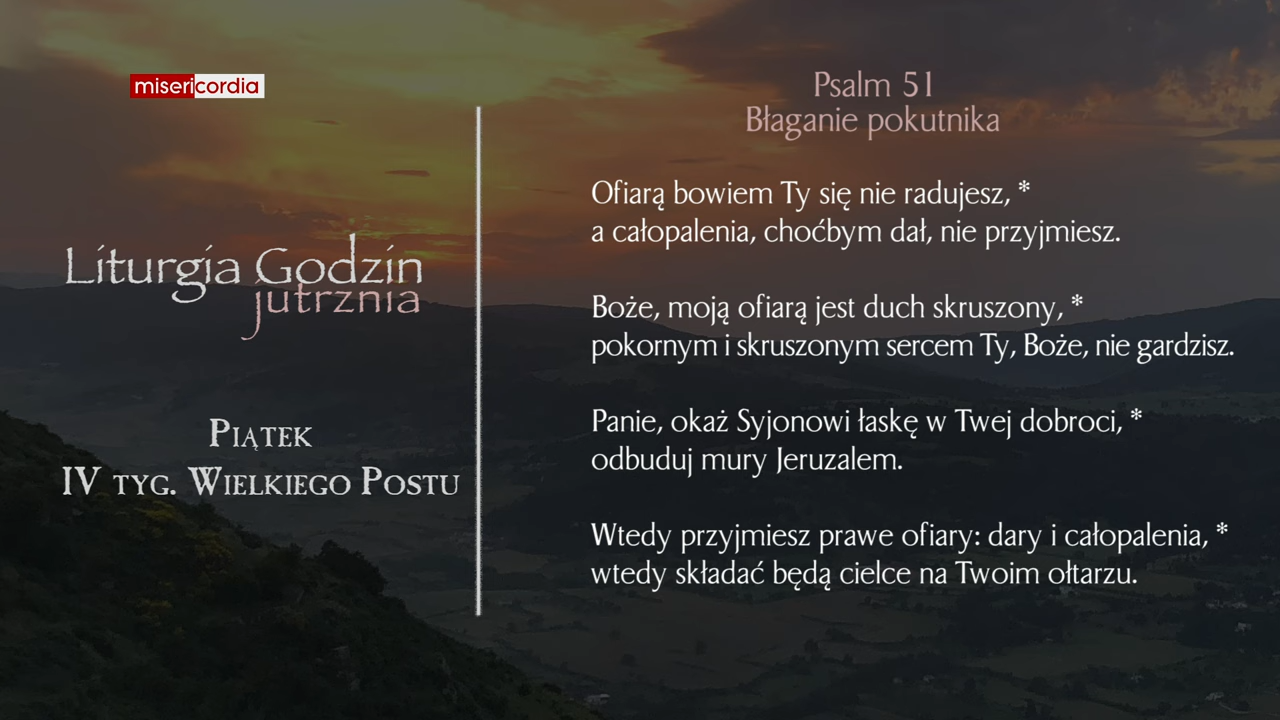 misericordia
Liturgia Godzin
jutrznia
Piątek
IV tyg. Wielkiego Postu
Psalm 51
Błaganie pokutnika
Ofiarą bowiem Ty się nie radujesz, *
a całopalenia, choćbym dał, nie przyjmiesz.
Boże, moją ofiarą jest duch skruszony, *
pokornym i skruszonym sercem Ty, Boże, nie gardzisz.
Panie, okaż Syjonowi łaskę w Twej dobroci, *
odbuduj mury Jeruzalem.
Wtedy przyjmiesz prawe ofiary: dary i całopalenia, *
wtedy składać będą cielce na Twoim ołtarzu.